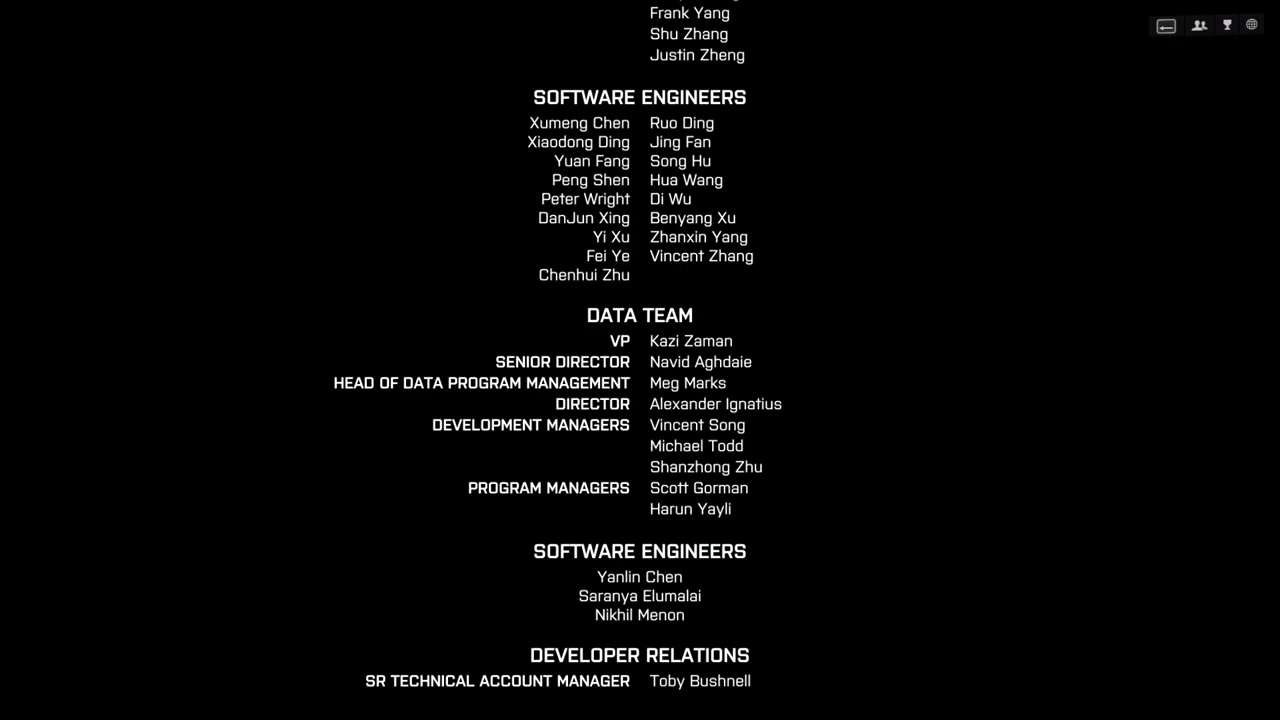 Frank Yang
Shu Zhang
Justin Zheng
SOFTWARE ENGINEERS
Xumeng Chen Ruo Ding
Xiaodong Ding Jing Fan
Yuan Fang Song Hu
Peng Shen Hua Wang
Peter Wright Di Wu
DanJun Xing Benyang Xu
Yi Xu Zhanxin Yang
Fei Ye Vincent Zhang
Chenhui Zhu
DATA TEAM
VP Kazi Zaman
SENIOR DIRECTOR Navid Aghdaie
HEAD OF DATA PROGRAM MANAGEMENT Meg Marks
DIRECTOR Alexander Ignatius
DEVELOPMENT MANAGERS Vincent Song
Michael Todd
Shanzhong Zhu
PROGRAM MANAGERS Scott Gorman
Harun Yayli
SOFTWARE ENGINEERS
Yanlin Chen
Saranya Elumalai
Nikhil Menon
DEVELOPER RELATIONS
SR TECHNICAL ACCOUNT MANAGER Toby Bushnell